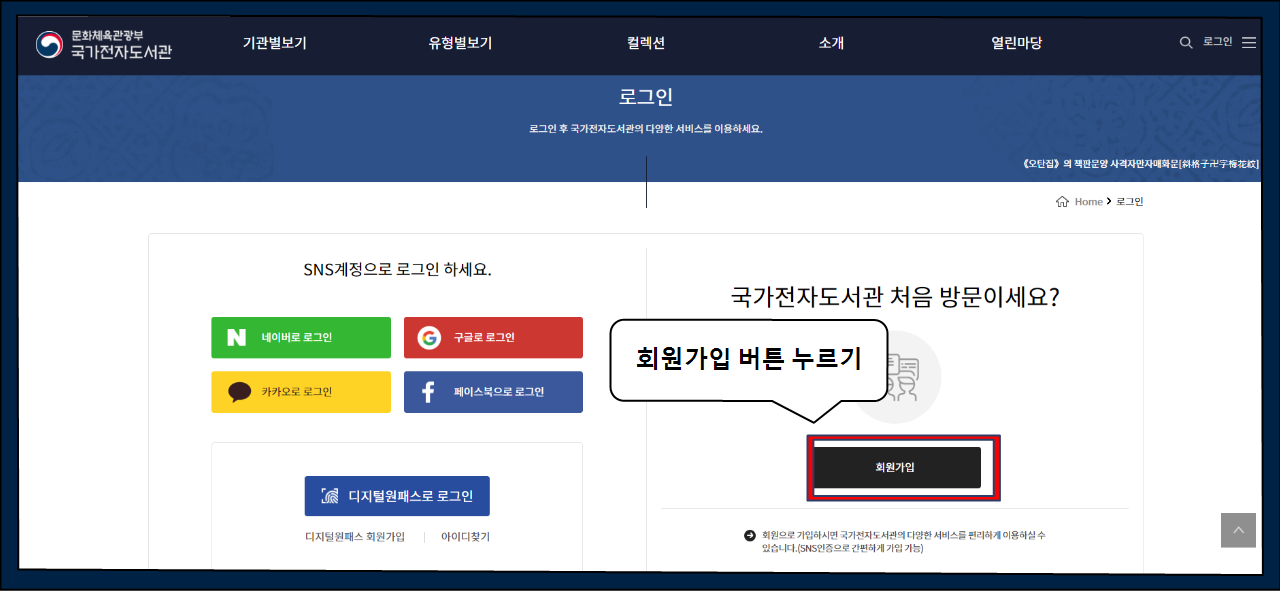 문화체육관광부
국가전자도서관
기관별보기
유형별보기
컬렉션
소개
열린마당
로그인
로그인
로그인 후 국가전자도서관의 다양한 서비스를 이용하세요.
《오탄집》의 책판문양 사격자만자매화문[斜格子卍字梅花紋]
Home
로그인
SNS계정으로 로그인 하세요.
N 네이버로 로그인
G 구글로 로그인
카카오로 로그인
f 페이스북으로 로그인
디지털원패스로 로그인
디지털원패스 회원가입 | 아이디찾기
국가전자도서관 처음 방문이세요?
회원가입 버튼 누르기
회원가입
회원으로 가입하시면 국가전자도서관의 다양한 서비스를 편리하게 이용하실 수
있습니다.(SNS인증으로 간편하게 가입 가능)